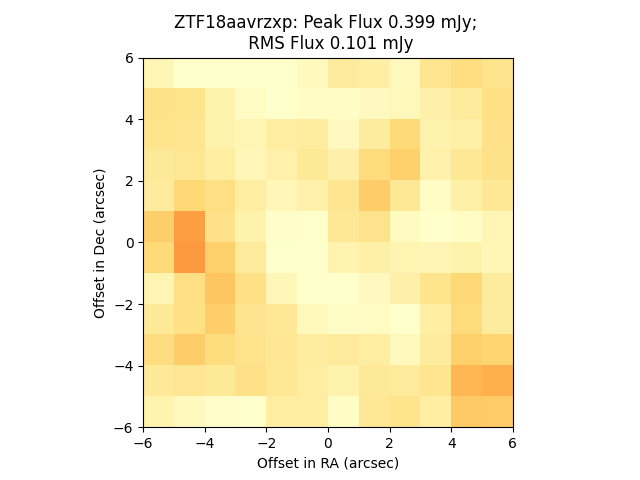 ZTF18aavrzxp: Peak Flux 0.399 mJy;
RMS Flux 0.101 mJy
6
4
2
0
−2
−4
−6
Offset in Dec (arcsec)
−6 −4 −2 0 2 4 6
Offset in RA (arcsec)